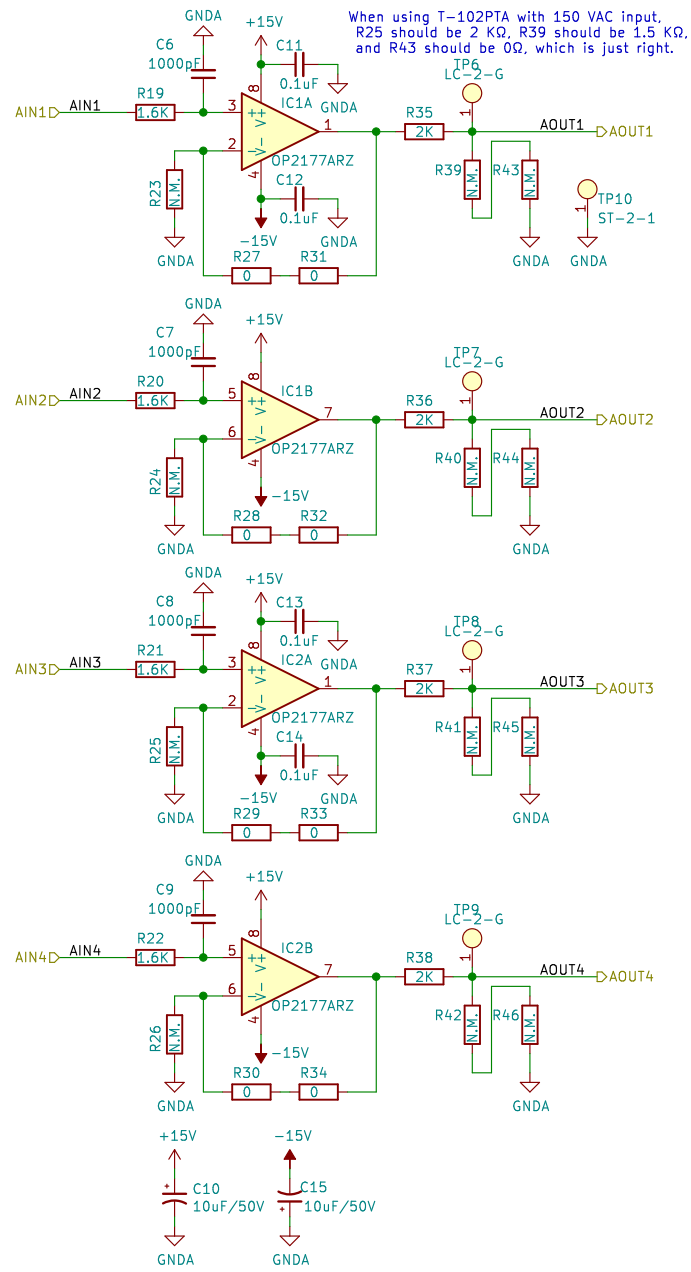 When using T-102PTA with 150 VAC input,
R25 should be 2 KΩ, R39 should be 1.5 KΩ,
and R43 should be 0Ω, which is just right.
GNDA
+15V
C6
1000pF
C11
0.1uF
GNDA
TP6
LC-2-G
1
AIN1
AIN1
R19
1.6K
3
8
++
V
IC1A
1
R35
2K
AOUT1
AOUT1
2
-V-
4
OP2177ARZ
R23
N.M.
C12
0.1uF
GNDA
-15V
R39
N.M.
R43
N.M.
TP10
ST-2-1
1
GNDA
GNDA
GNDA
R27
0
R31
0
GNDA
+15V
C7
1000pF
TP7
LC-2-G
1
AIN2
AIN2
R20
1.6K
5
8
++
V
IC1B
7
R36
2K
AOUT2
AOUT2
6
-V-
4
OP2177ARZ
R24
N.M.
-15V
R40
N.M.
R44
N.M.
R28
0
R32
0
GNDA
GNDA
GNDA
+15V
C8
1000pF
C13
0.1uF
GNDA
TP8
LC-2-G
1
AIN3
AIN3
R21
1.6K
3
8
++
V
IC2A
1
R37
2K
AOUT3
AOUT3
2
-V-
4
OP2177ARZ
R25
N.M.
C14
0.1uF
GNDA
-15V
R41
N.M.
R45
N.M.
GNDA
GNDA
R29
0
R33
0
GNDA
+15V
C9
1000pF
TP9
LC-2-G
1
AIN4
AIN4
R22
1.6K
5
8
++
V
IC2B
7
R38
2K
AOUT4
AOUT4
6
-V-
4
OP2177ARZ
R26
N.M.
-15V
R42
N.M.
R46
N.M.
R30
0
R34
0
GNDA
GNDA
+15V
-15V
+
C10
10uF/50V
C15
10uF/50V
+
GNDA
GNDA